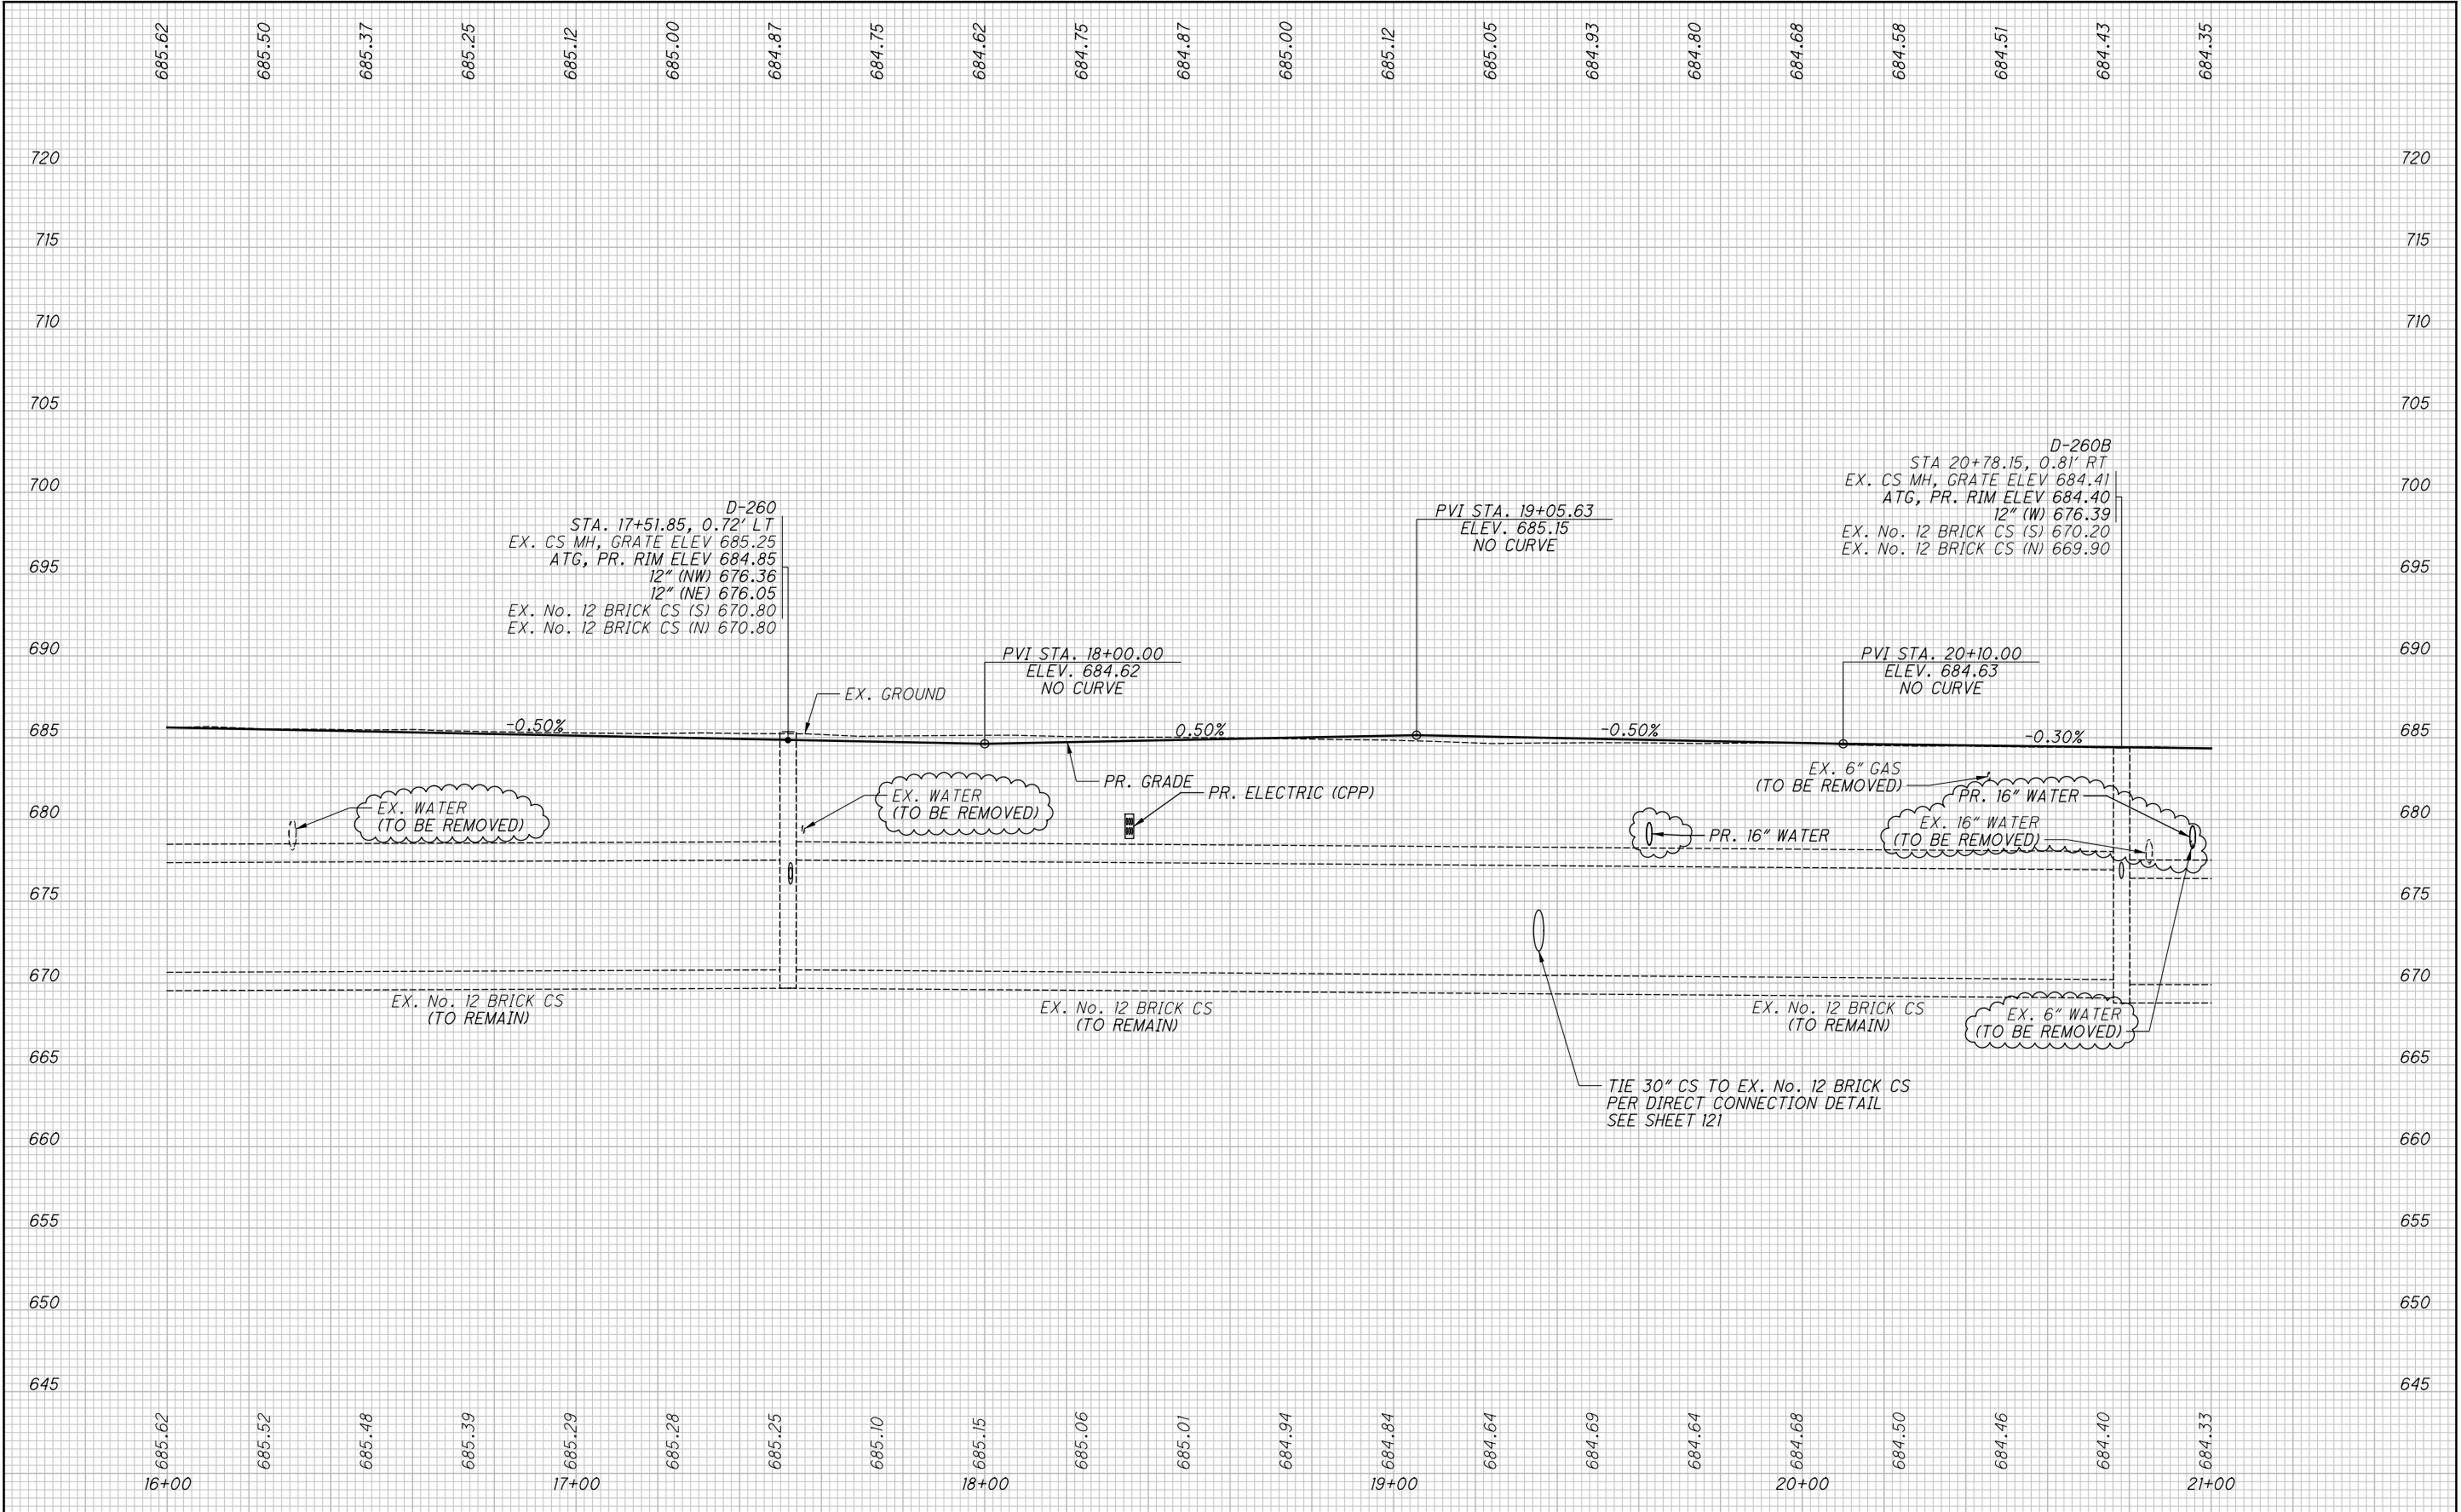 685.62 685.50 685.37 685.25 685.12 685.00 684.87 684.75 684.62 684.75 684.87 685.00 685.12 685.05 684.93 684.80 684.68 684.58 684.51 684.43 684.35
720 720
715 715
710 710
705 705
700 700
695 695
690 690
685 685
680 680
675 675
670 670
665 665
660 660
655 655
650 650
645 645
D-260
STA. 17+51.85, 0.72' LT
EX. CS MH, GRATE ELEV 685.25
ATG, PR. RIM ELEV 684.85
12" (NW) 676.36
12" (NE) 676.05
EX. No. 12 BRICK CS (S) 670.80
EX. No. 12 BRICK CS (N) 670.80
PVI STA. 18+00.00
ELEV. 684.62
NO CURVE
PVI STA. 19+05.63
ELEV. 685.15
NO CURVE
D-260B
STA 20+78.15, 0.81' RT
EX. CS MH, GRATE ELEV 684.41
ATG, PR. RIM ELEV 684.40
12" (W) 676.39
EX. No. 12 BRICK CS (S) 670.20
EX. No. 12 BRICK CS (N) 669.90
PVI STA. 20+10.00
ELEV. 684.63
NO CURVE
EX. GROUND
-0.50%
0.50%
-0.50%
-0.30%
EX. WATER
(TO BE REMOVED)
EX. WATER
(TO BE REMOVED)
PR. GRADE
PR. ELECTRIC (CPP)
PR. 16" WATER
EX. 6" GAS
(TO BE REMOVED)
PR. 16" WATER
EX. 16" WATER
(TO BE REMOVED)
EX. No. 12 BRICK CS
(TO REMAIN)
EX. No. 12 BRICK CS
(TO REMAIN)
EX. No. 12 BRICK CS
(TO REMAIN)
EX. 6" WATER
(TO BE REMOVED)
TIE 30" CS TO EX. No. 12 BRICK CS
PER DIRECT CONNECTION DETAIL
SEE SHEET 121
685.62 685.52 685.48 685.39 685.29 685.28 685.25 685.10 685.15 685.06 685.01 684.94 684.84 684.64 684.69 684.64 684.68 684.50 684.46 684.40 684.33
16+00 17+00 18+00 19+00 20+00 21+00